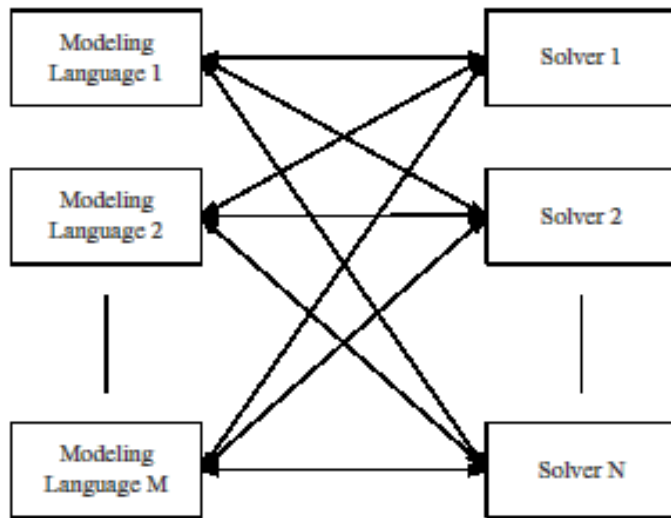 Modeling
Language 1
Solver 1
Modeling
Language 2
Solver 2
Modeling
Language M
Solver N